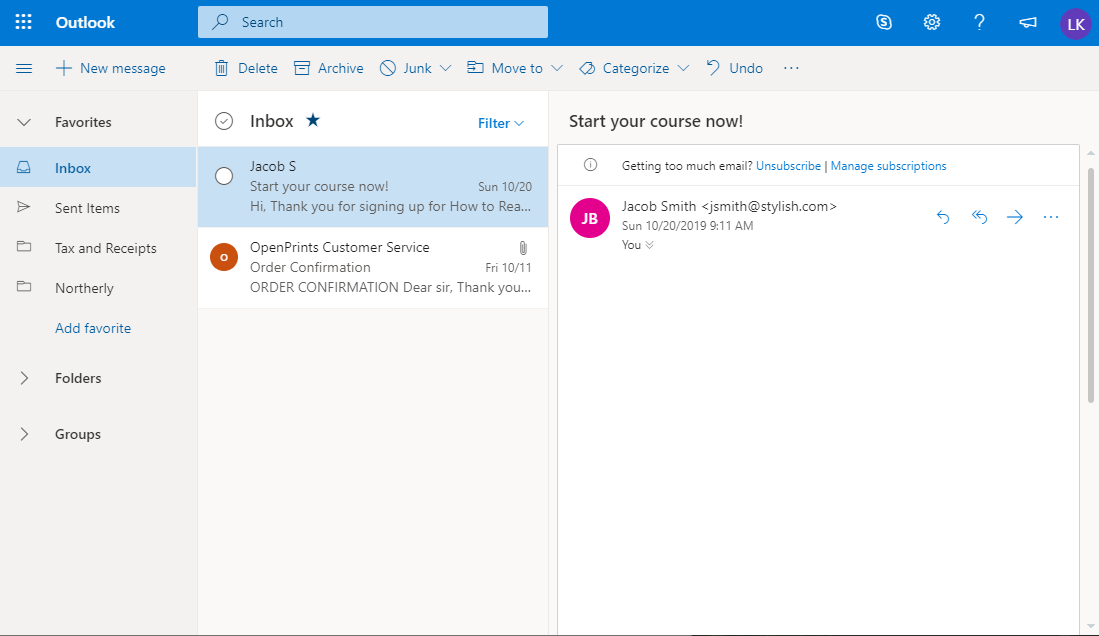 Outlook
Search
LK
New message
Delete
Archive
Junk
Move to
Categorize
Undo
Favorites
Inbox
Sent Items
Tax and Receipts
Northerly
Add favorite
Folders
Groups
Inbox
Filter
Jacob S
Start your course now!
Sun 10/20
Hi, Thank you for signing up for How to Rea...
O
OpenPrints Customer Service
Order Confirmation
Fri 10/11
ORDER CONFIRMATION Dear sir, Thank you...
Start your course now!
Getting too much email? Unsubscribe | Manage subscriptions
JB
Jacob Smith <jsmith@stylish.com>
Sun 10/20/2019 9:11 AM
You